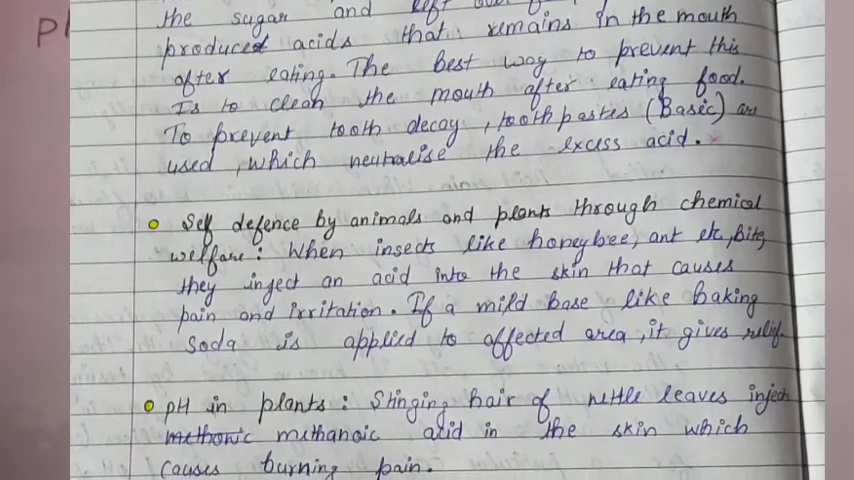 the sugar and left over
produces acids that remains in the mouth
after eating. The best way to prevent this
Is to clean the mouth after eating food.
To prevent tooth decay, toothpastes (Basic) are
used, which neutralise the excess acid.
Self defence by animals and plants through chemical
welfare: When insects like honeybee, ant etc, bite,
they inject an acid into the skin that causes
pain and irritation. If a mild base like baking
soda is applied to affected area, it gives relif.
pH in plants: Stinging hair of nettle leaves inject
methonic methanoic acid in the skin which
causes burning pain.